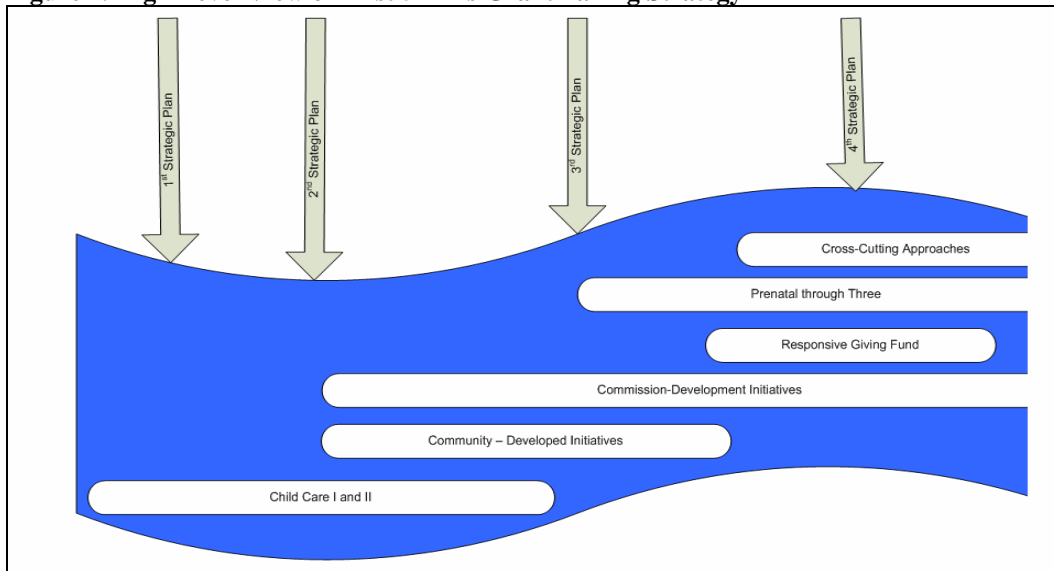 1st Strategic Plan
2nd Strategic Plan
3rd Strategic Plan
4th Strategic Plan
Cross-Cutting Approaches
Prenatal through Three
Responsive Giving Fund
Commission-Development Initiatives
Community – Developed Initiatives
Child Care I and II